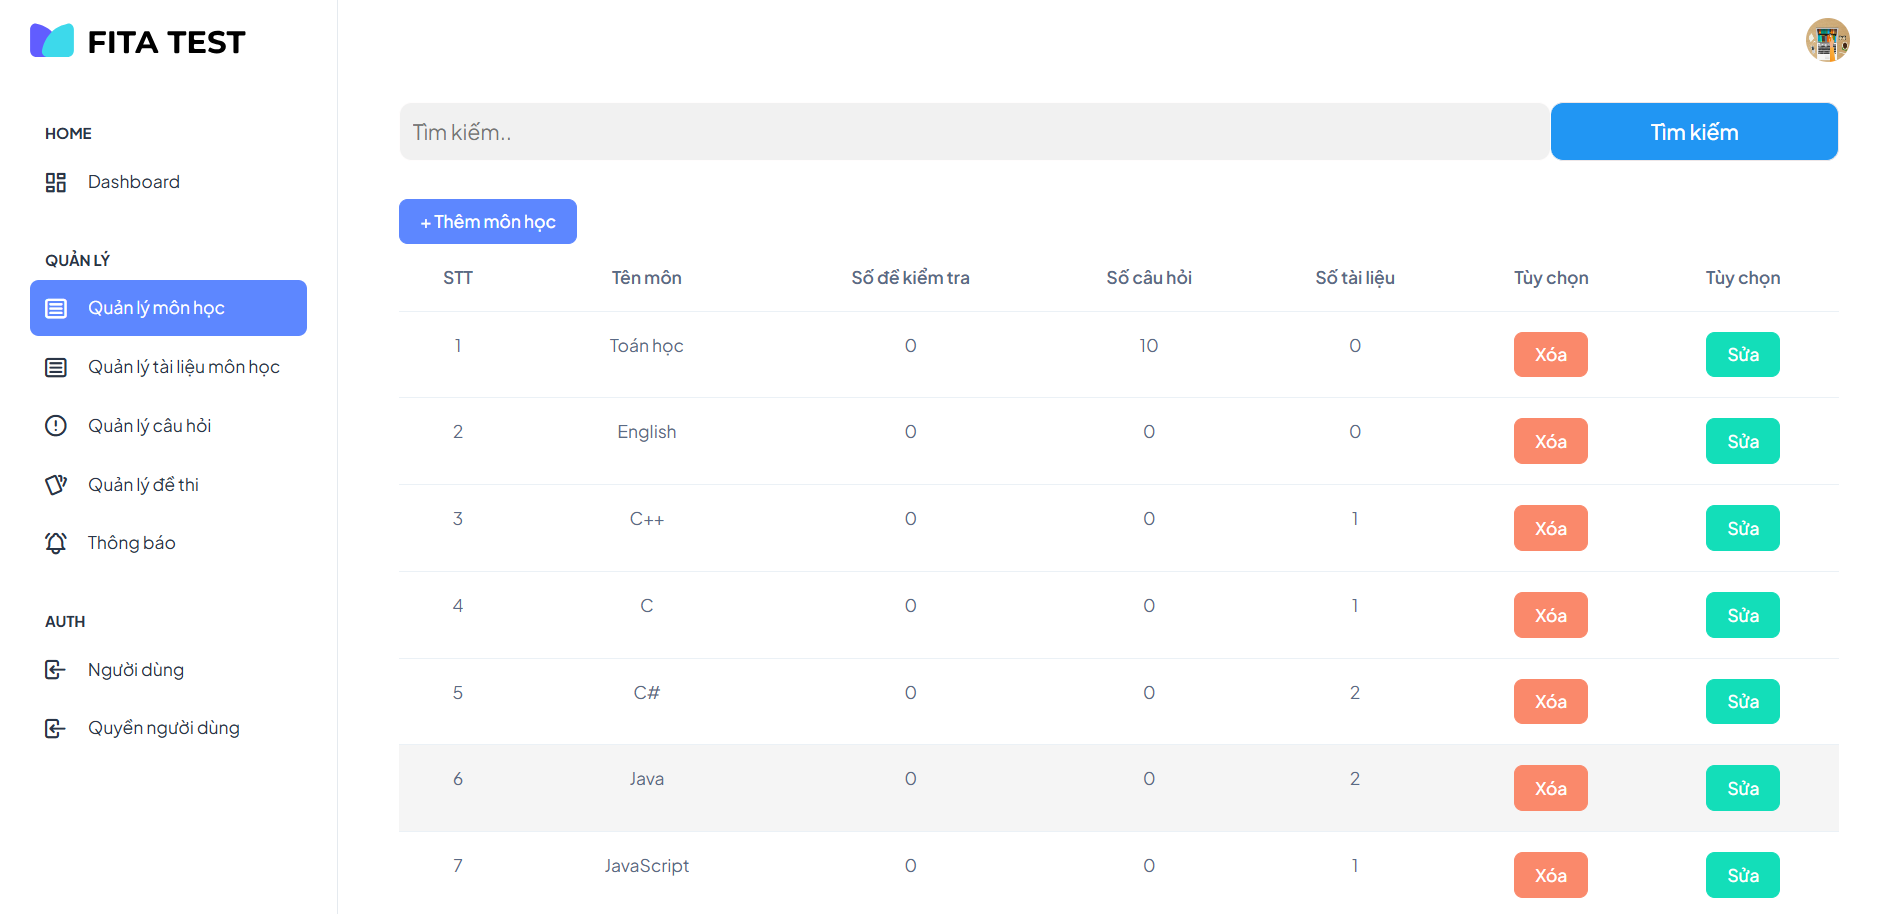 FITA TEST
HOME
Dashboard
QUẢN LÝ
Quản lý môn học
Quản lý tài liệu môn học
Quản lý câu hỏi
Quản lý đề thi
Thông báo
AUTH
Người dùng
Quyền người dùng
Tìm kiếm..
Tìm kiếm
+ Thêm môn học
STT Tên môn Số đề kiểm tra Số câu hỏi Số tài liệu Tùy chọn Tùy chọn
1 Toán học 0 10 0 Xóa Sửa
2 English 0 0 0 Xóa Sửa
3 C++ 0 0 1 Xóa Sửa
4 C 0 0 1 Xóa Sửa
5 C# 0 0 2 Xóa Sửa
6 Java 0 0 2 Xóa Sửa
7 JavaScript 0 0 1 Xóa Sửa